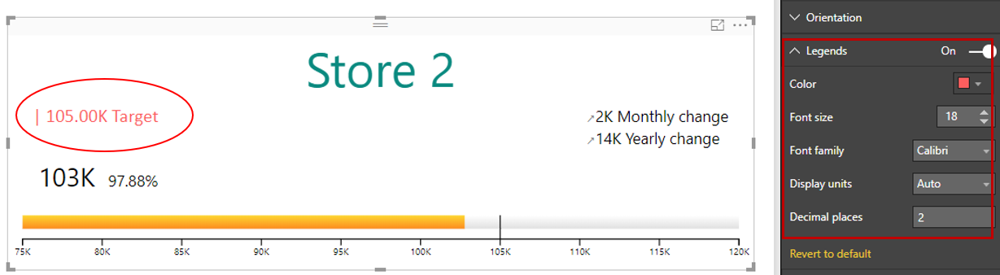 Store 2
| 105.00K Target
↗2K Monthly change
↗14K Yearly change
103K 97.88%
75K 80K 85K 90K 95K 100K 105K 110K 115K 120K
Orientation
Legends On
Color
Font size 18
Font family Calibri
Display units Auto
Decimal places 2
Revert to default